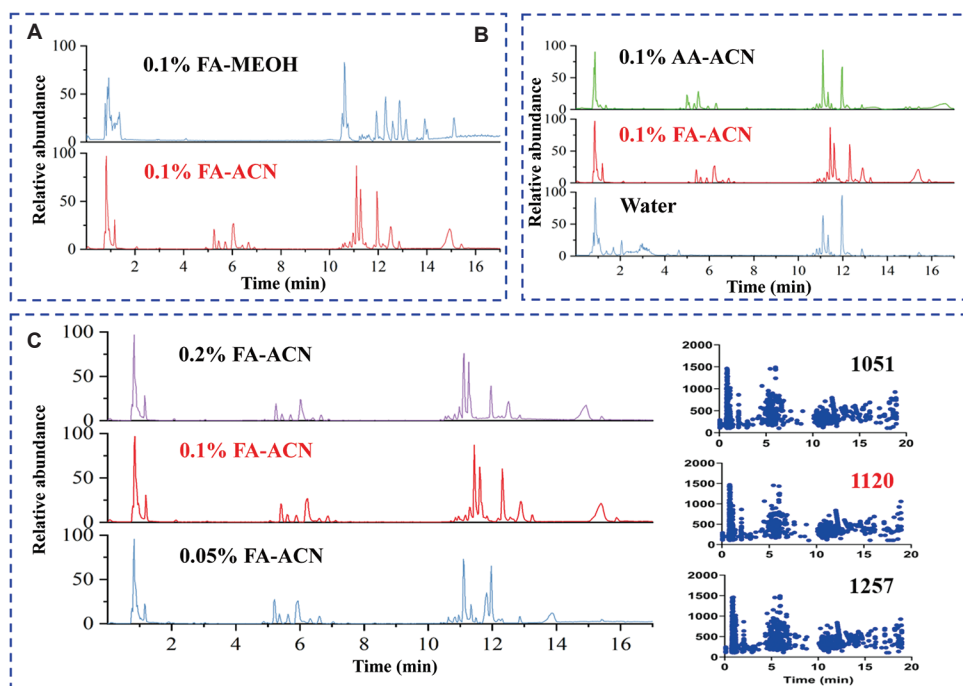 A
0.1% FA-MEOH
100
50
0
0.1% FA-ACN
100
50
0
Relative abundance
2 4 6 8 10 12 14 16
Time (min)
B
0.1% AA-ACN
100
50
0
0.1% FA-ACN
100
50
0
Water
100
50
0
Relative abundance
2 4 6 8 10 12 14 16
Time (min)
C
0.2% FA-ACN
100
50
0
0.1% FA-ACN
100
50
0
0.05% FA-ACN
100
50
0
Relative abundance
2 4 6 8 10 12 14 16
Time (min)
1051
2000
1500
1000
500
0
0 5 10 15 20
1120
2000
1500
1000
500
0
0 5 10 15 20
1257
2000
1500
1000
500
0
0 5 10 15 20
Time (min)